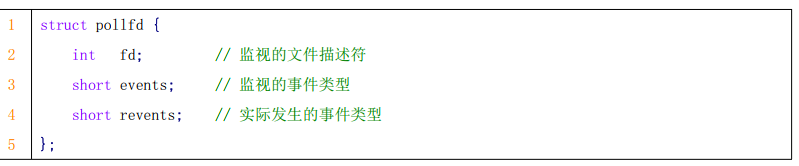 1 struct pollfd {
2     int   fd;         // 监视的文件描述符
3     short events;     // 监视的事件类型
4     short revents;    // 实际发生的事件类型
5 };